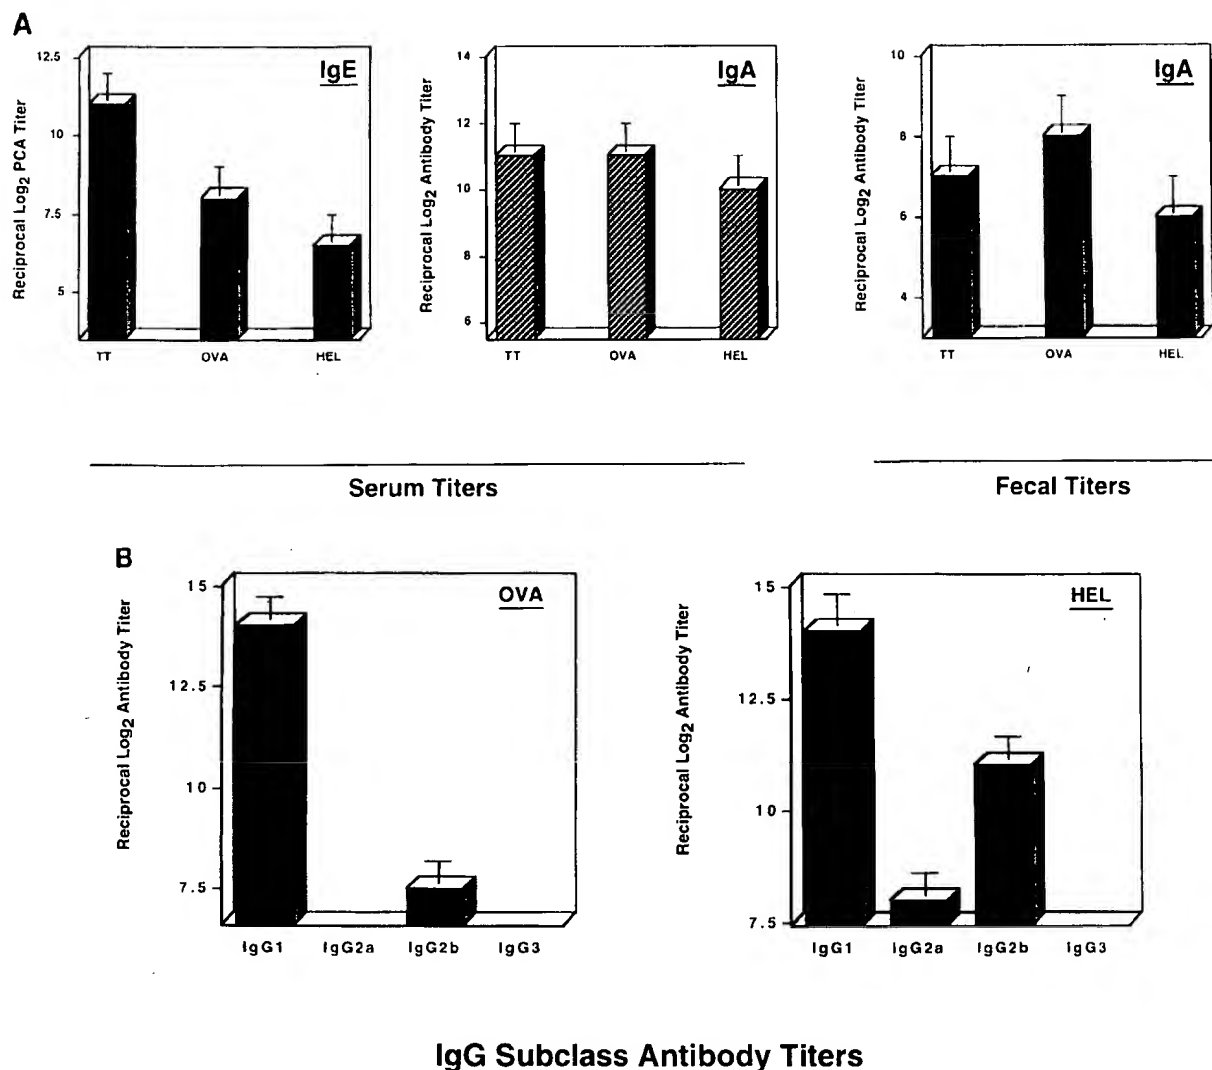 A
Reciprocal Log2 PCA Titer
12.5
10
7.5
5
IgE
TT OVA HEL
Reciprocal Log2 Antibody Titer
14
12
10
8
6
IgA
TT OVA HEL
Reciprocal Log2 Antibody Titer
10
8
6
4
IgA
TT OVA HEL
Serum Titers
Fecal Titers
B
Reciprocal Log2 Antibody Titer
15
12.5
10
7.5
OVA
IgG1 IgG2a IgG2b IgG3
Reciprocal Log2 Antibody Titer
15
12.5
10
7.5
HEL
IgG1 IgG2a IgG2b IgG3
IgG Subclass Antibody Titers